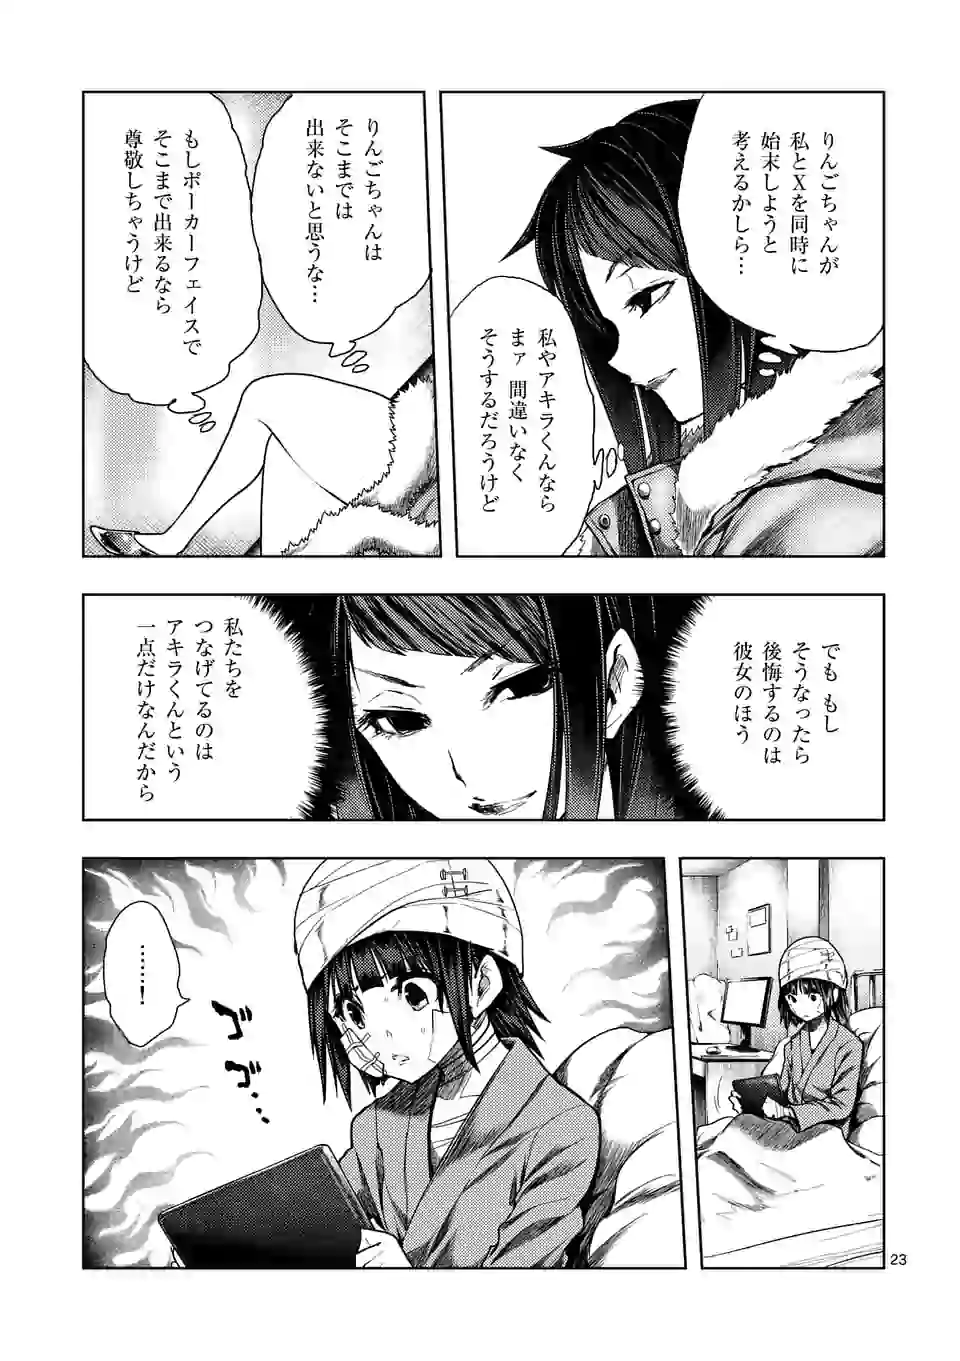 りんごちゃんが
私とXを同時に
始末しようと
考えるかしら…
私やアキラくんなら
まァ 間違いなく
そうするだろうけど
りんごちゃんは
そこまでは
出来ないと思うな…
もしポーカーフェイスで
そこまで出来るなら
尊敬しちゃうけど
でも もし
そうなったら
後悔するのは
彼女のほう
私たちを
つなげてるのは
アキラくんという
一点だけなんだから
………！
ゴゴ…
23